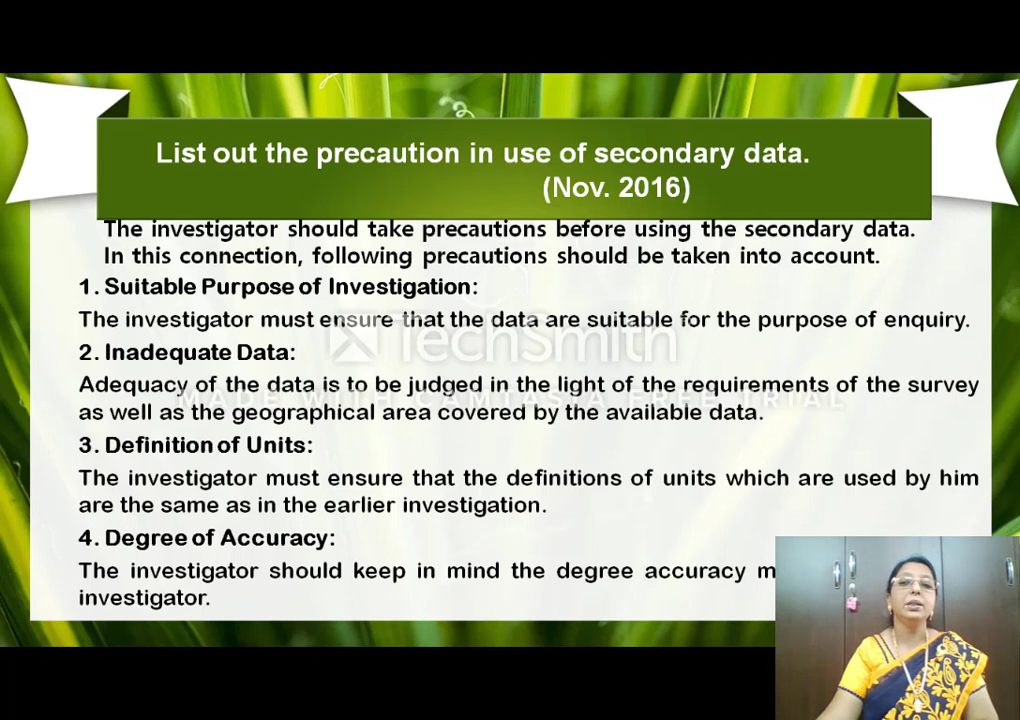 List out the precaution in use of secondary data.
(Nov. 2016)
The investigator should take precautions before using the secondary data.
In this connection, following precautions should be taken into account.
1. Suitable Purpose of Investigation:
The investigator must ensure that the data are suitable for the purpose of enquiry.
TechSmith
2. Inadequate Data:
Adequacy of the data is to be judged in the light of the requirements of the survey
MADE WITH CAMTASIA FREE TRIAL
as well as the geographical area covered by the available data.
3. Definition of Units:
The investigator must ensure that the definitions of units which are used by him
are the same as in the earlier investigation.
4. Degree of Accuracy:
The investigator should keep in mind the degree accuracy m
investigator.